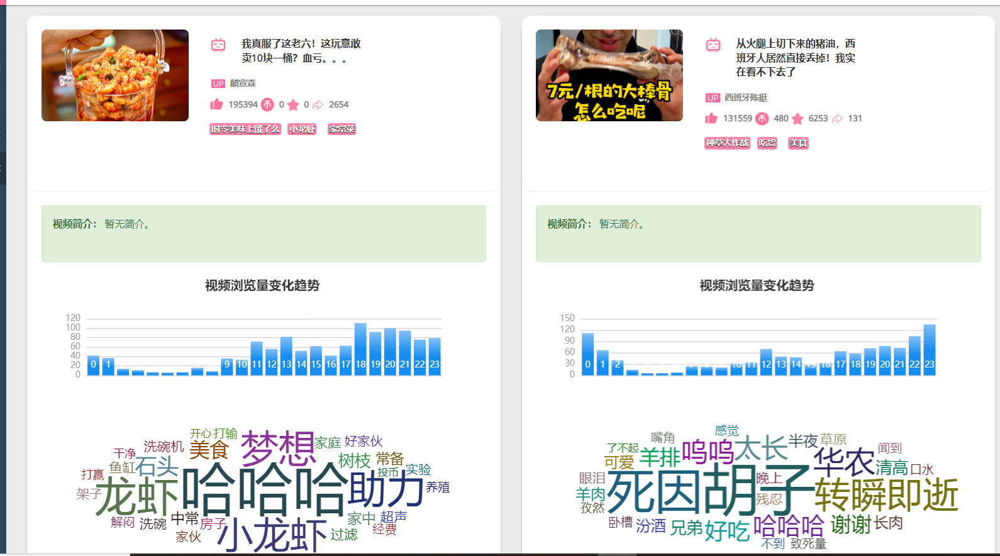 我真服了这老六！这玩意敢
卖10块一桶？血亏。。。
UP 麟宣森
195394 0 0 2654
时令美味上饿了么 小龙虾 家常菜
视频简介： 暂无简介。
视频浏览量变化趋势
120
100
80
60
40
20
0
0 1 9 10 11 12 13 14 15 16 17 18 19 20 21 22 23
开心 打输
洗碗机 美食 梦想 家庭 好家伙
干净 鱼缸 石头 树枝 常备
打赢 投币 实验
架子 龙虾 哈哈哈 助力 养殖
解闷 洗碗 中常 房子 小龙虾 家中 超声
家伙 过滤 经费
7元/根的大棒骨
怎么吃呢
从火腿上切下来的猪油，西
班牙人居然直接丢掉！我实
在看不下去了
UP 西班牙陈挺
131559 480 6253 131
种草大作战 吃货 美食
视频简介： 暂无简介。
视频浏览量变化趋势
150
120
90
60
30
0
0 1 2 3 4 5 6 7 8 9 10 11 12 13 14 15 16 17 18 19 20 21 22 23
嘴角 感觉 半夜 草原
了不起 可爱 羊排 呜呜 太长 华农 闻到
清高 口水
眼泪 晚上
羊肉 死因 胡子 残忍 转瞬即逝
孜然
卧槽 汾酒 兄弟 好吃 哈哈哈 谢谢 长肉
不到 致死量